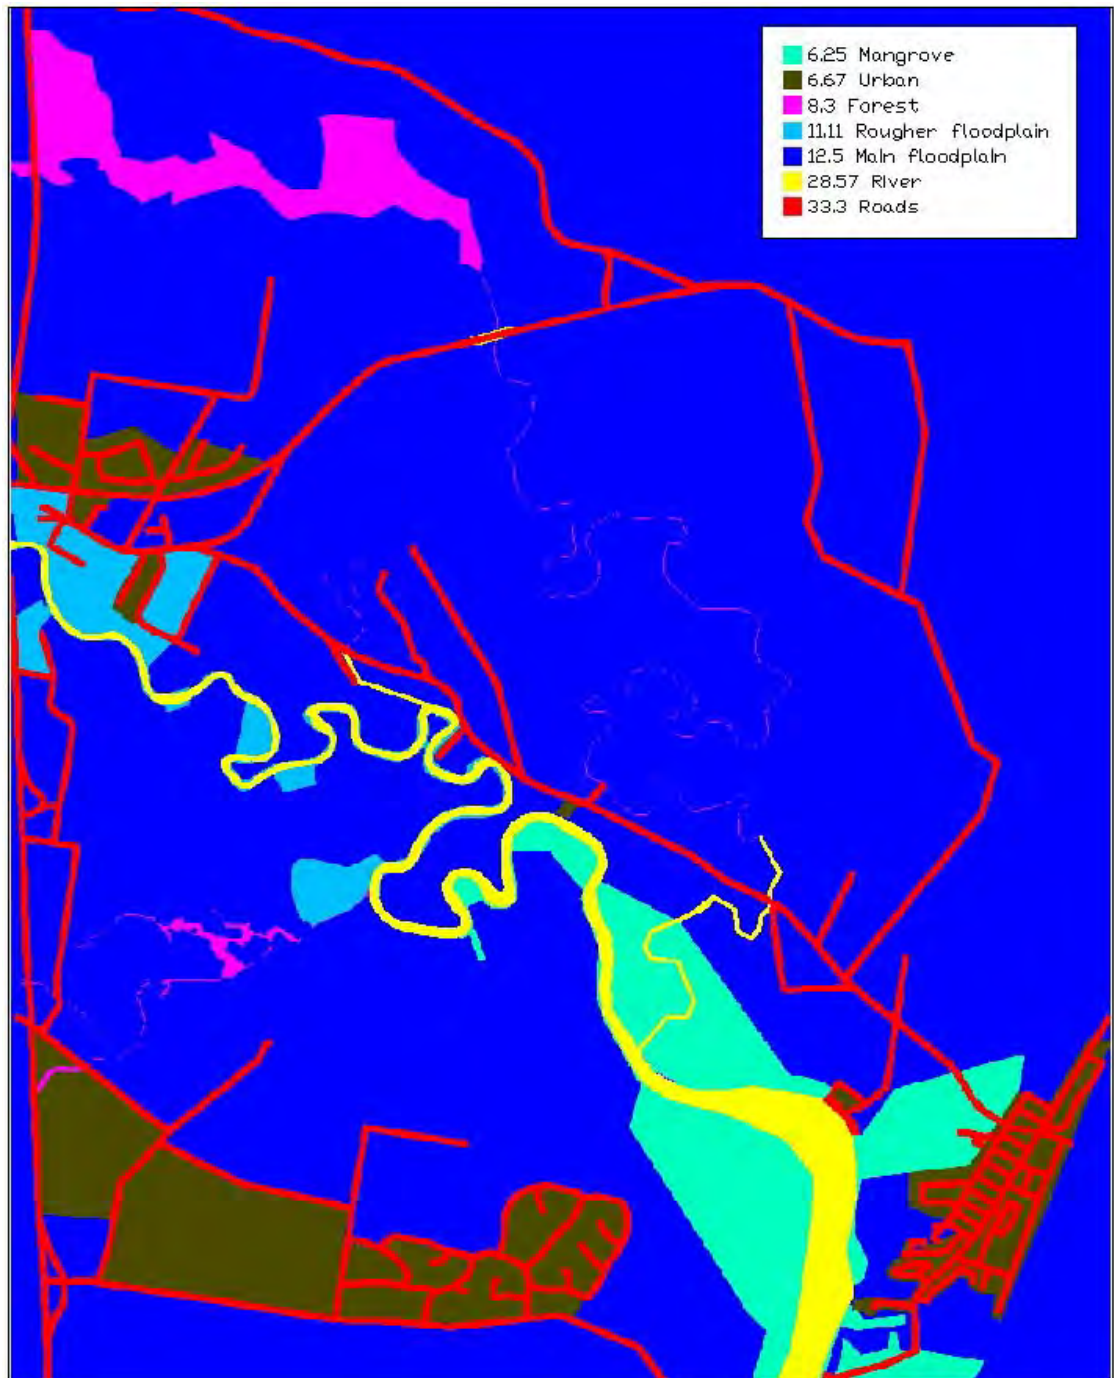 6.25 Mangrove
6.67 Urban
8.3 Forest
11.11 Rougher floodplain
12.5 Main floodplain
28.57 River
33.3 Roads